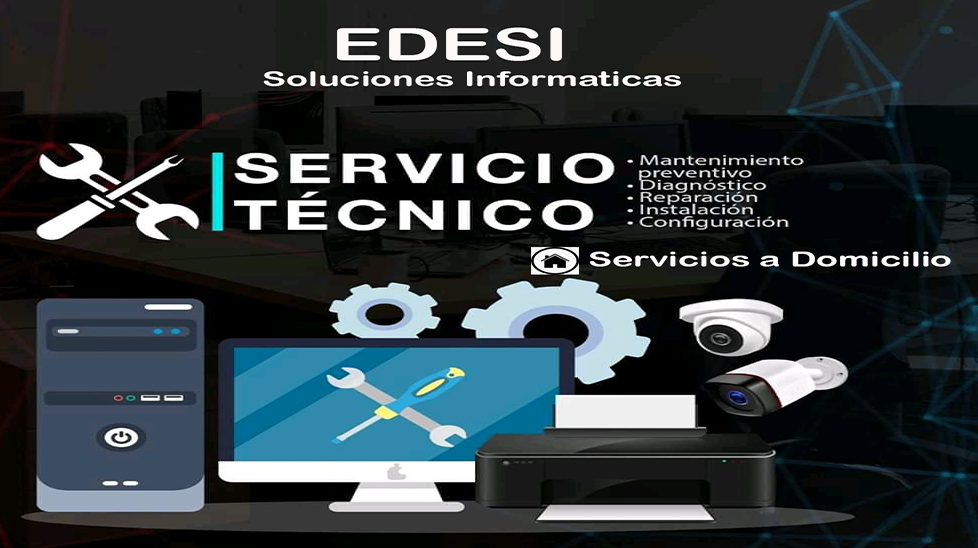 EDESI
Soluciones Informaticas
SERVICIO
TÉCNICO
• Mantenimiento
preventivo
• Diagnóstico
• Reparación
• Instalación
• Configuración
Servicios a Domicilio